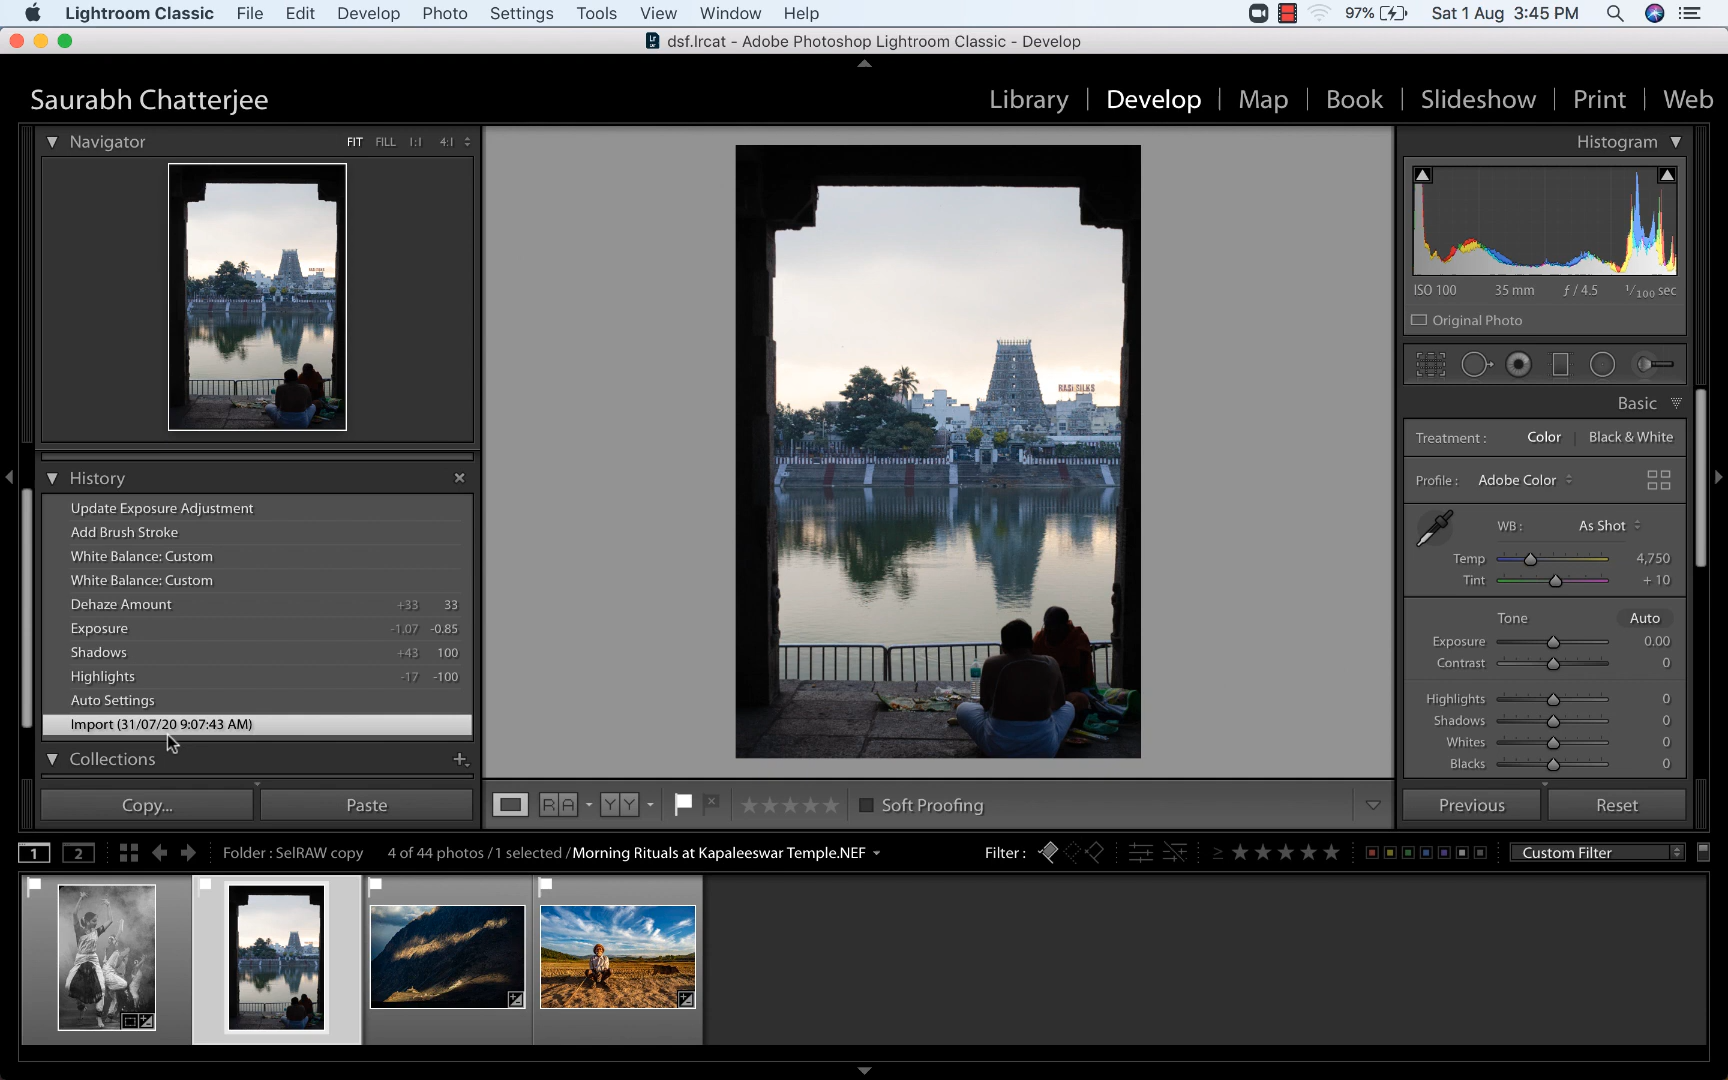 Lightroom Classic File Edit Develop Photo Settings Tools View Window Help 97% Sat 1 Aug 3:45 PM
dsf.lrcat - Adobe Photoshop Lightroom Classic - Develop
Saurabh Chatterjee
Library | Develop | Map | Book | Slideshow | Print | Web
Navigator FIT FILL 1:1 4:1
History
Update Exposure Adjustment
Add Brush Stroke
White Balance: Custom
White Balance: Custom
Dehaze Amount +33 33
Exposure -1.07 -0.85
Shadows +43 100
Highlights -17 -100
Auto Settings
Import (31/07/20 9:07:43 AM)
Collections
Copy... Paste
RASI SILKS
R A Y Y Soft Proofing
Histogram
ISO 100 35 mm f / 4.5 1/100 sec
Original Photo
Basic
Treatment : Color Black & White
Profile : Adobe Color
WB : As Shot
Temp 4,750
Tint + 10
Tone Auto
Exposure 0.00
Contrast 0
Highlights 0
Shadows 0
Whites 0
Blacks 0
Previous Reset
1 2 Folder : SelRAW copy 4 of 44 photos / 1 selected / Morning Rituals at Kapaleeswar Temple.NEF Filter : Custom Filter